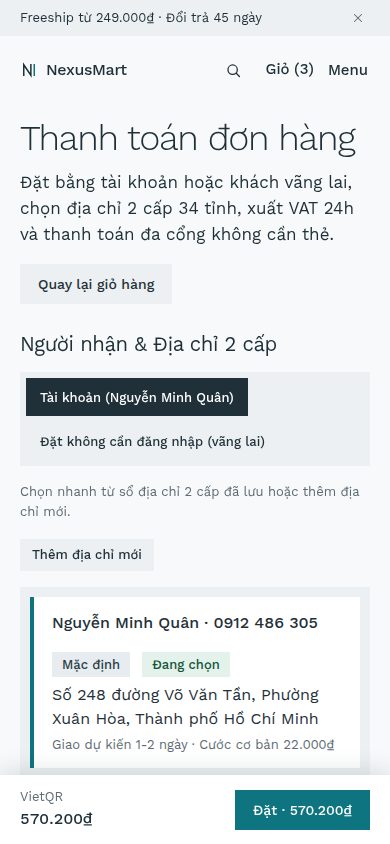 Freeship từ 249.000₫ · Đổi trả 45 ngày
NexusMart
Giỏ (3)
Menu
Thanh toán đơn hàng
Đặt bằng tài khoản hoặc khách vãng lai,
chọn địa chỉ 2 cấp 34 tỉnh, xuất VAT 24h
và thanh toán đa cổng không cần thẻ.
Quay lại giỏ hàng
Người nhận & Địa chỉ 2 cấp
Tài khoản (Nguyễn Minh Quân)
Đặt không cần đăng nhập (vãng lai)
Chọn nhanh từ sổ địa chỉ 2 cấp đã lưu hoặc thêm địa
chỉ mới.
Thêm địa chỉ mới
Nguyễn Minh Quân · 0912 486 305
Mặc định
Đang chọn
Số 248 đường Võ Văn Tần, Phường
Xuân Hòa, Thành phố Hồ Chí Minh
Giao dự kiến 1-2 ngày · Cước cơ bản 22.000₫
VietQR
570.200₫
Đặt · 570.200₫